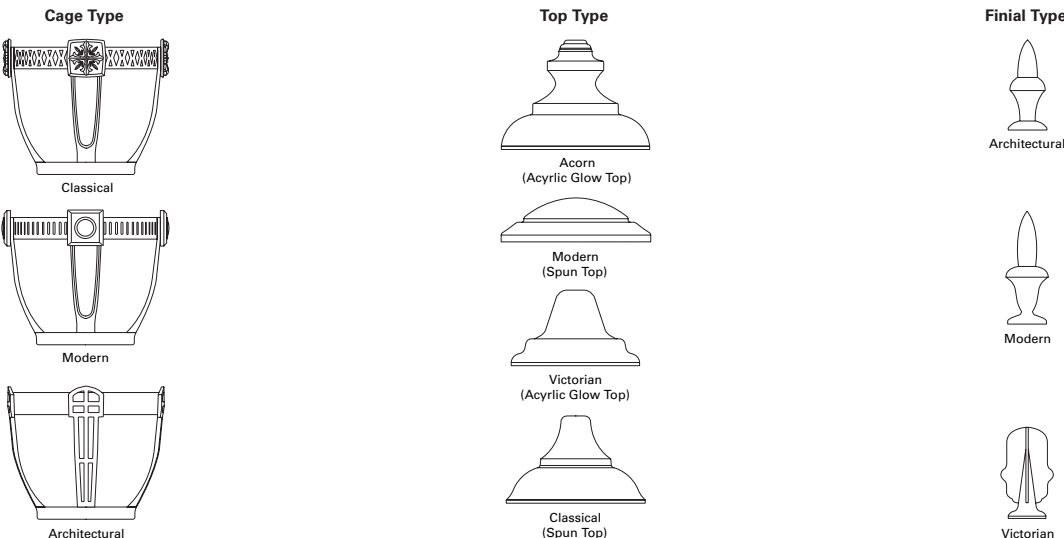 Cage Type
Classical
Modern
Architectural
Top Type
Acorn
(Acyrlic Glow Top)
Modern
(Spun Top)
Victorian
(Acyrlic Glow Top)
Classical
(Spun Top)
Finial Type
Architectural
Modern
Victorian